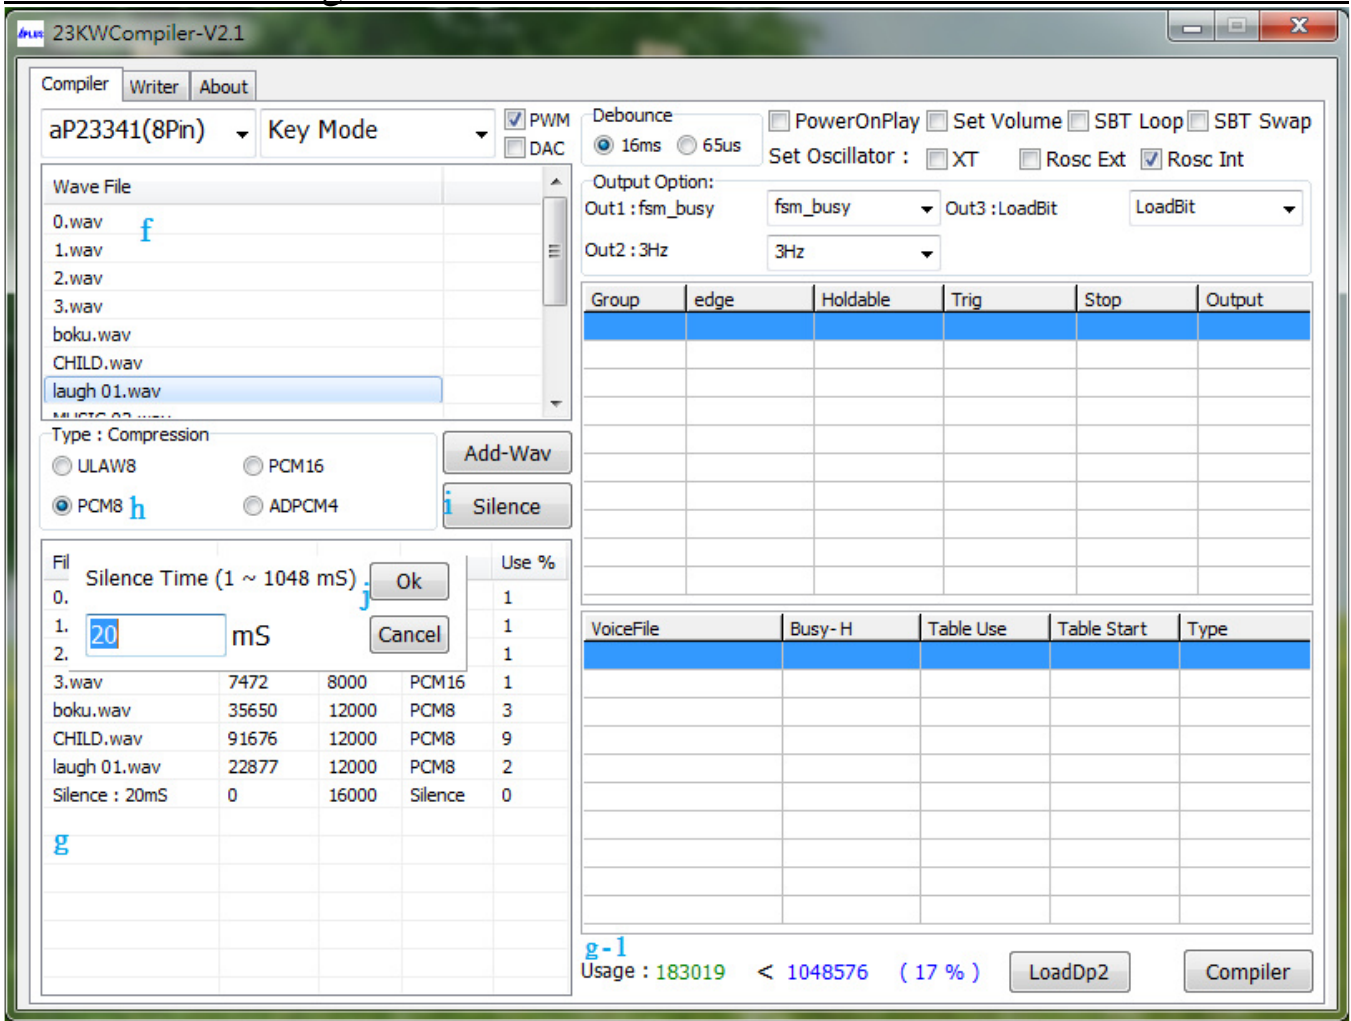 23KWCompiler-V2.1
Compiler Writer About
aP23341(8Pin) Key Mode
PWM
DAC
Debounce
16ms 65us
PowerOnPlay Set Volume SBT Loop SBT Swap
Set Oscillator : XT Rosc Ext Rosc Int
Output Option:
Out1 : fsm_busy fsm_busy Out3 :LoadBit LoadBit
Out2 : 3Hz 3Hz
Wave File
0.wav
f
1.wav
2.wav
3.wav
boku.wav
CHILD.wav
laugh 01.wav
Group edge Holdable Trig Stop Output
Type : Compression
ULAW8 PCM16
PCM8 h ADPCM4
Add-Wav
i Silence
Use %
Silence Time (1 ~ 1048 mS) j Ok
20 mS Cancel
0. 1
1. 1
2. 1
3.wav 7472 8000 PCM16 1
boku.wav 35650 12000 PCM8 3
CHILD.wav 91676 12000 PCM8 9
laugh 01.wav 22877 12000 PCM8 2
Silence : 20mS 0 16000 Silence 0
g
VoiceFile Busy-H Table Use Table Start Type
g-1
Usage : 183019 < 1048576 ( 17 % ) LoadDp2 Compiler